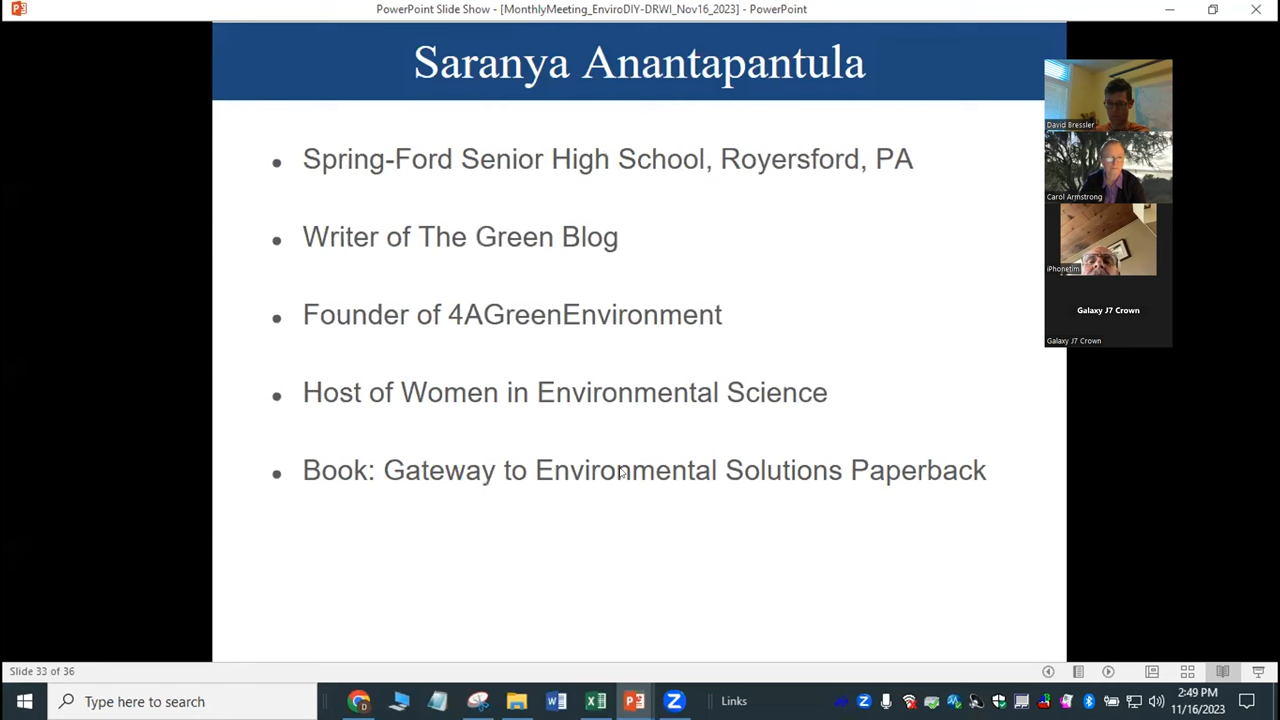 PowerPoint Slide Show - [MonthlyMeeting_EnviroDIY-DRWI_Nov16_2023] - PowerPoint
Saranya Anantapantula
• Spring-Ford Senior High School, Royersford, PA
• Writer of The Green Blog
• Founder of 4AGreenEnvironment
• Host of Women in Environmental Science
• Book: Gateway to Environmental Solutions Paperback
David Bressler
Carol Armstrong
iPhonetim
Galaxy J7 Crown
Galaxy J7 Crown
Slide 33 of 36
Type here to search
Links
2:49 PM
11/16/2023